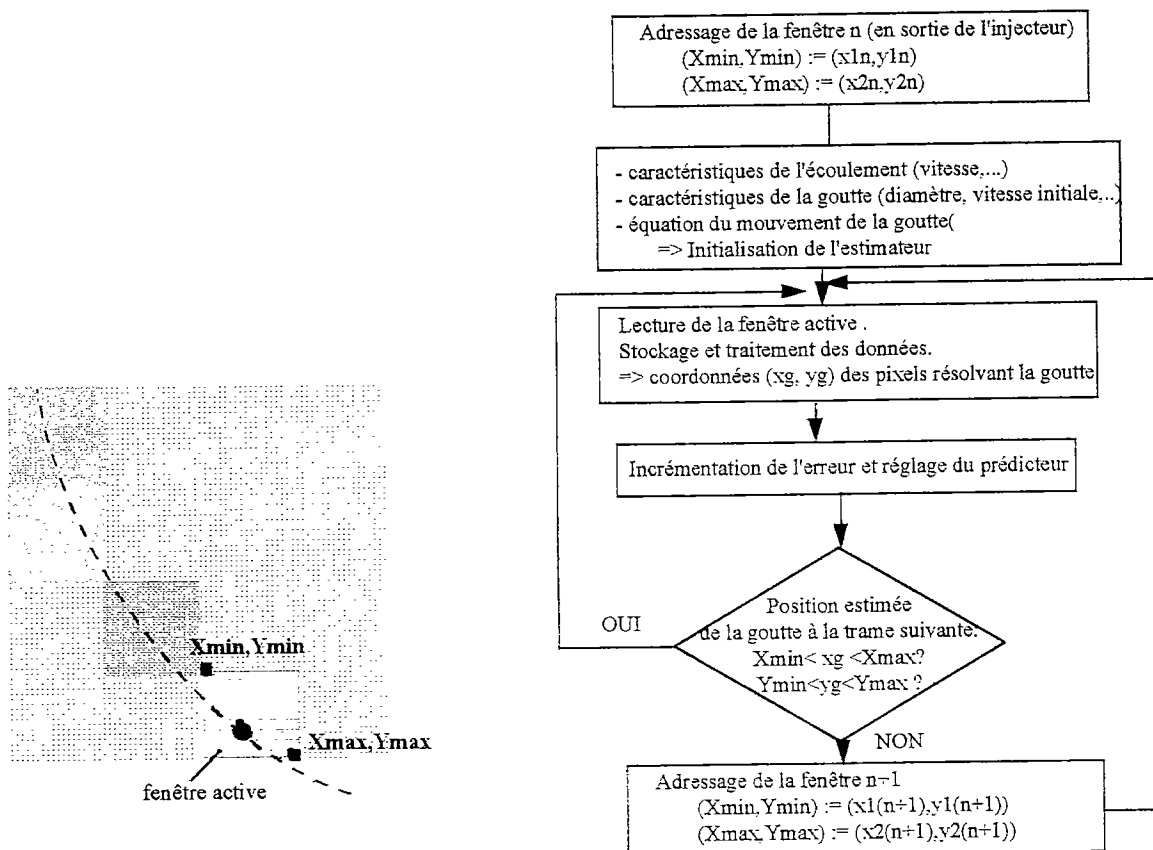 Adressage de la fenêtre n (en sortie de l'injecteur)
(Xmin,Ymin) := (x1n,y1n)
(Xmax,Ymax) := (x2n,y2n)
- caractéristiques de l'écoulement (vitesse,...)
- caractéristiques de la goutte (diamètre, vitesse initiale,..)
- équation du mouvement de la goutte(
=> Initialisation de l'estimateur
Lecture de la fenêtre active .
Stockage et traitement des données.
=> coordonnées (xg, yg) des pixels résolvant la goutte
Incrémentation de l'erreur et réglage du prédicteur
OUI
Position estimée
de la goutte à la trame suivante.
Xmin< xg <Xmax?
Ymin<yg<Ymax ?
NON
Adressage de la fenêtre n+1
(Xmin,Ymin) := (x1(n+1),y1(n+1))
(Xmax,Ymax) := (x2(n+1),y2(n+1))
Xmin,Ymin
Xmax,Ymax
fenêtre active